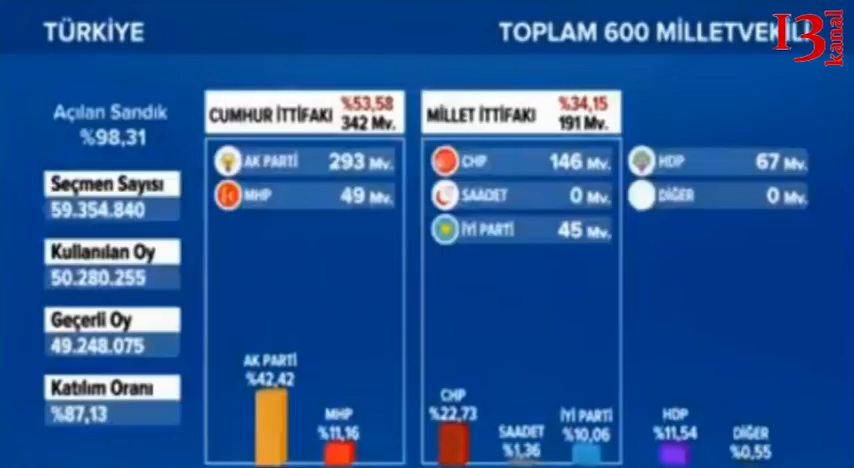 TÜRKİYE
TOPLAM 600 MİLLETVEKİLİ
13 kanal
Açılan Sandık
%98,31
Seçmen Sayısı
59.354.840
Kullanılan Oy
50.280.255
Geçerli Oy
49.248.075
Katılım Oranı
%87,13
CUMHUR İTTİFAKI
%53,58
342 Mv.
AK PARTİ 293 Mv.
MHP 49 Mv.
MİLLET İTTİFAKI
%34,15
191 Mv.
CHP 146 Mv.
SAADET 0 Mv.
İYİ PARTİ 45 Mv.
HDP 67 Mv.
DİĞER 0 Mv.
AK PARTİ
%42,42
MHP
%11,16
CHP
%22,73
SAADET
%1,36
İYİ PARTİ
%10,06
HDP
%11,54
DİĞER
%0,55